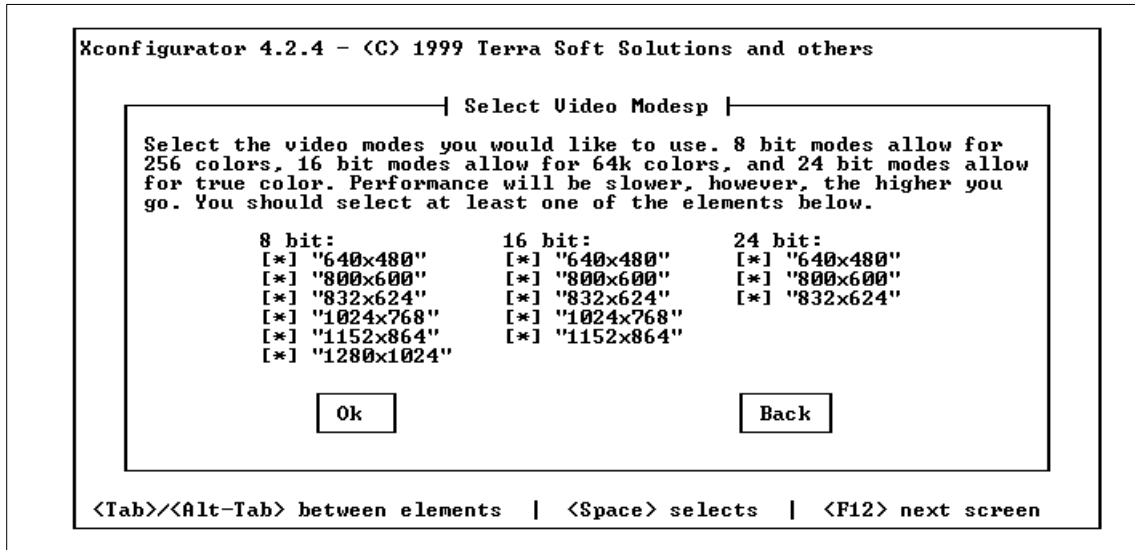 Xconfigurator 4.2.4 - (C) 1999 Terra Soft Solutions and others
Select Video Modesp
Select the video modes you would like to use. 8 bit modes allow for
256 colors, 16 bit modes allow for 64k colors, and 24 bit modes allow
for true color. Performance will be slower, however, the higher you
go. You should select at least one of the elements below.
8 bit: 16 bit: 24 bit:
[*] "640x480" [*] "640x480" [*] "640x480"
[*] "800x600" [*] "800x600" [*] "800x600"
[*] "832x624" [*] "832x624" [*] "832x624"
[*] "1024x768" [*] "1024x768"
[*] "1152x864" [*] "1152x864"
[*] "1280x1024"
Ok Back
<Tab>/<Alt-Tab> between elements | <Space> selects | <F12> next screen